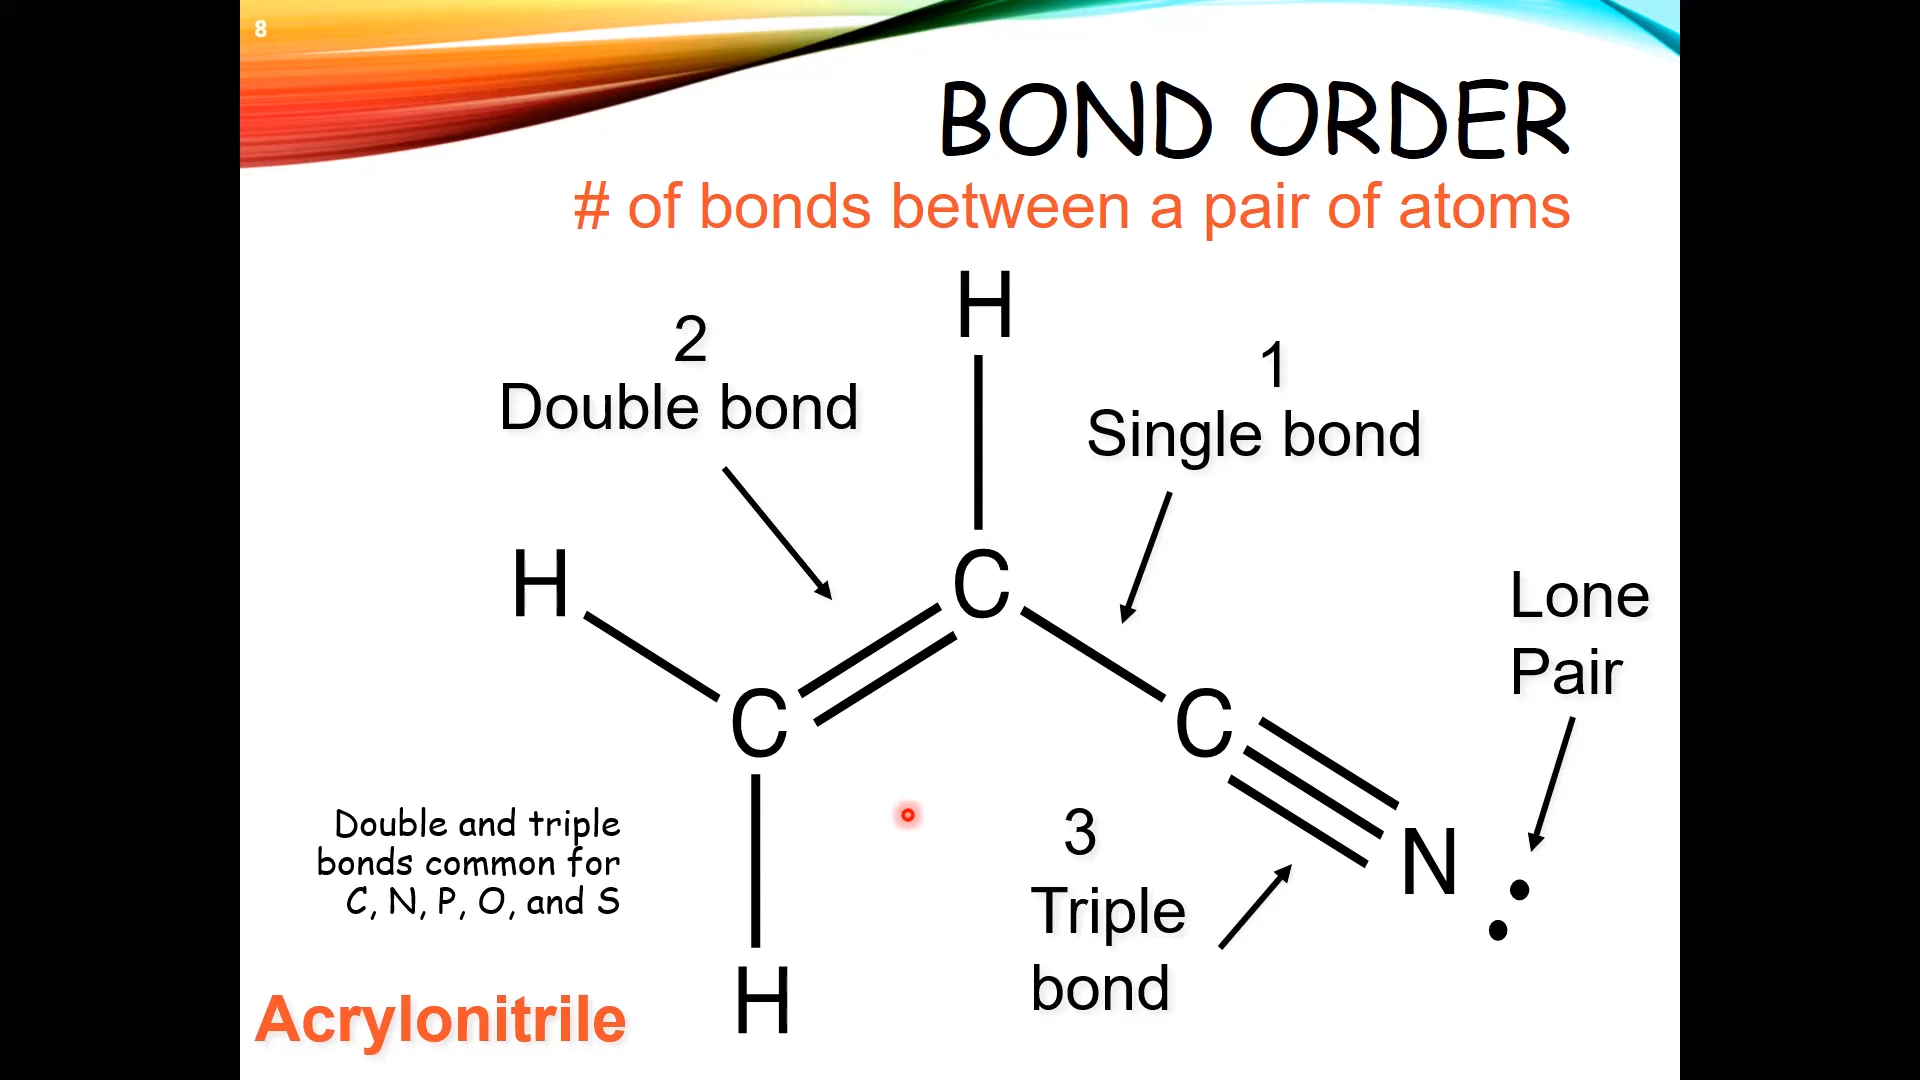 8
BOND ORDER
# of bonds between a pair of atoms
H
2
Double bond
1
Single bond
H
C
Lone
Pair
C
C
Double and triple
bonds common for
C, N, P, O, and S
3
Triple
bond
N
H
Acrylonitrile